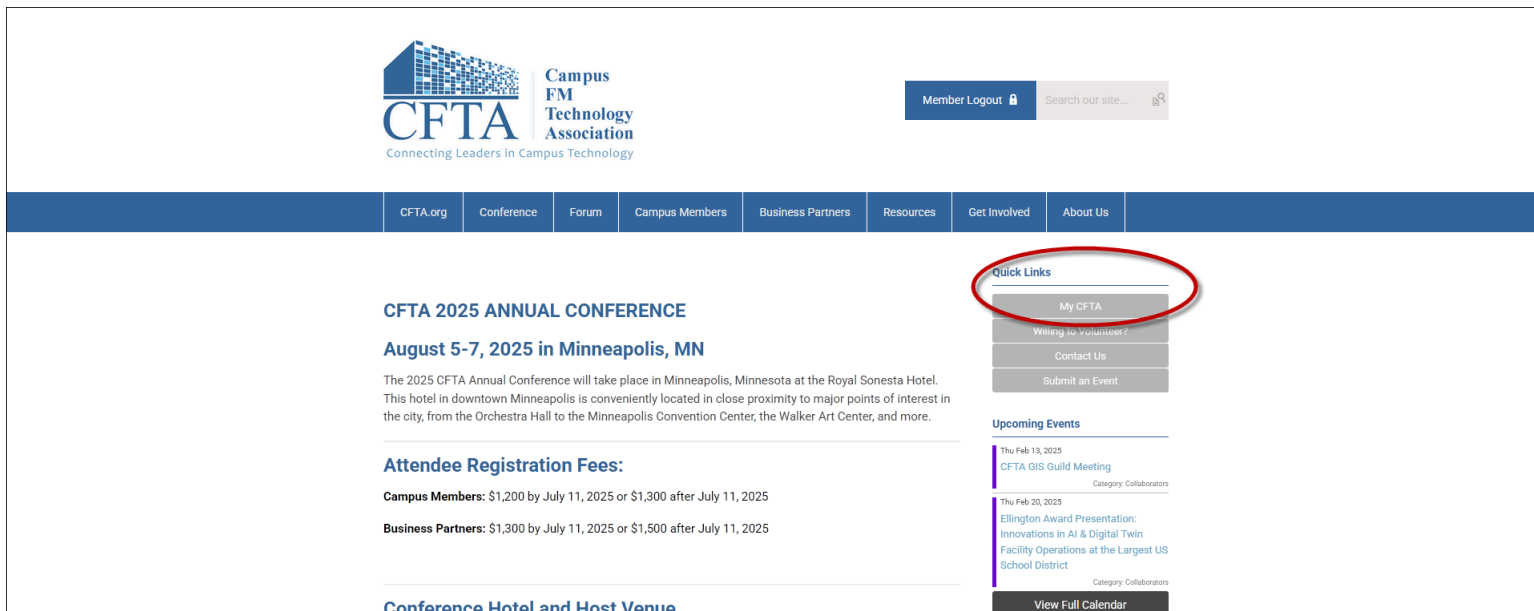 CFTA
Campus
FM
Technology
Association
Connecting Leaders in Campus Technology
Member Logout
Search our site...
CFTA.org
Conference
Forum
Campus Members
Business Partners
Resources
Get Involved
About Us
CFTA 2025 ANNUAL CONFERENCE
August 5-7, 2025 in Minneapolis, MN
The 2025 CFTA Annual Conference will take place in Minneapolis, Minnesota at the Royal Sonesta Hotel.
This hotel in downtown Minneapolis is conveniently located in close proximity to major points of interest in
the city, from the Orchestra Hall to the Minneapolis Convention Center, the Walker Art Center, and more.
Attendee Registration Fees:
Campus Members: $1,200 by July 11, 2025 or $1,300 after July 11, 2025
Business Partners: $1,300 by July 11, 2025 or $1,500 after July 11, 2025
Conference Hotel and Host Venue
Quick Links
My CFTA
Willing to Volunteer?
Contact Us
Submit an Event
Upcoming Events
Thu Feb 13, 2025
CFTA GIS Guild Meeting
Category: Collaborators
Thu Feb 20, 2025
Ellington Award Presentation:
Innovations in AI & Digital Twin
Facility Operations at the Largest US
School District
Category: Collaborators
View Full Calendar